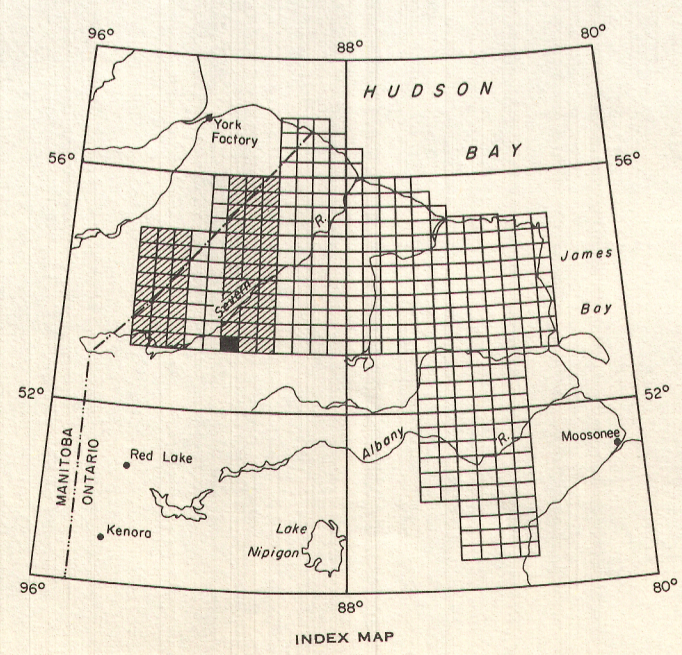 96°
88°
80°
HUDSON
BAY
York
Factory
56°
56°
R.
Severn
James
Bay
52°
52°
MANITOBA
ONTARIO
Red Lake
Albany
R.
Moosonee
Kenora
Lake
Nipigon
96°
88°
80°
INDEX MAP